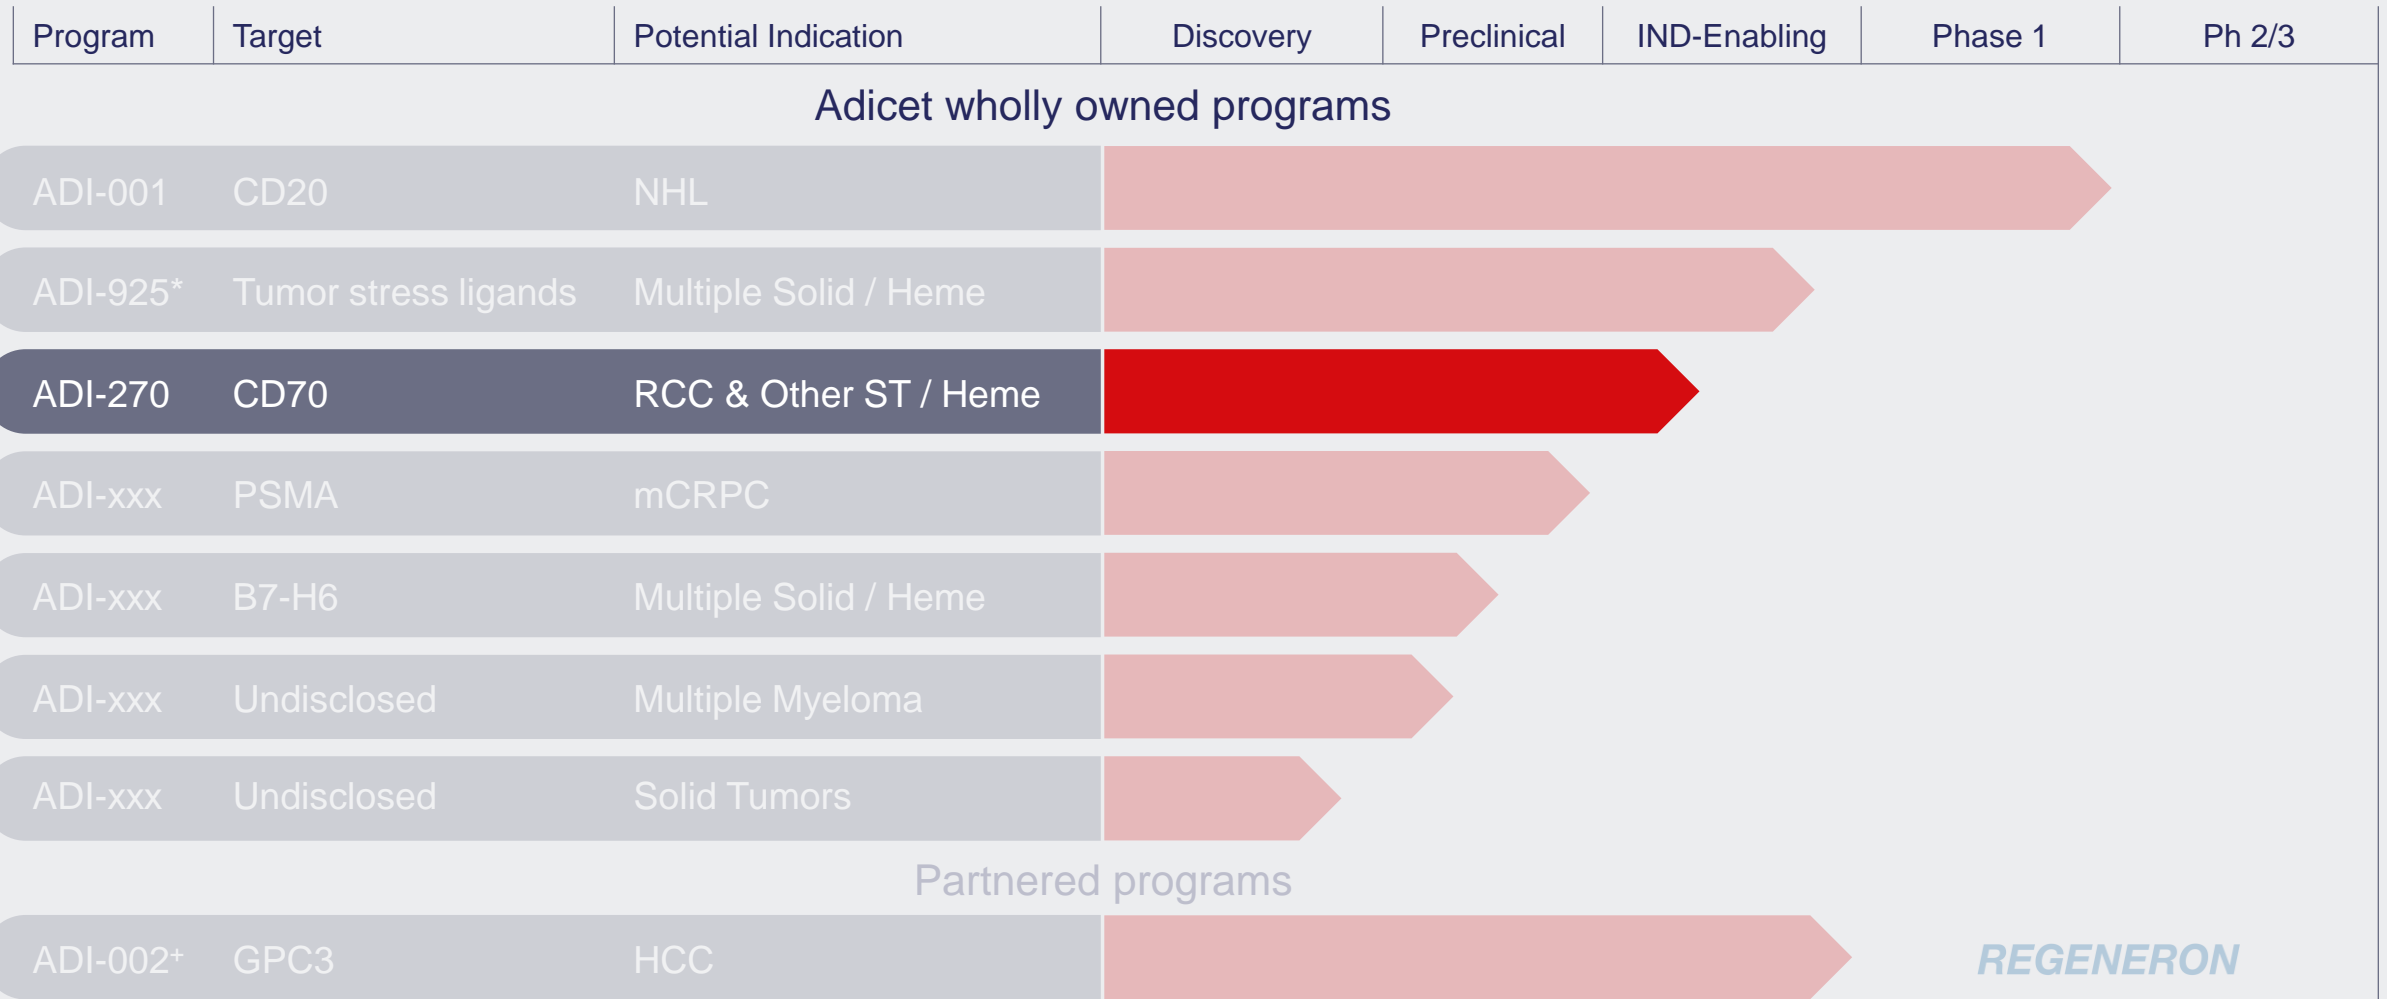 Program Target Potential Indication Discovery Preclinical IND-Enabling Phase 1 Ph 2/3
Adicet wholly owned programs
ADI-001 CD20 NHL
ADI-925* Tumor stress ligands Multiple Solid / Heme
ADI-270 CD70 RCC & Other ST / Heme
ADI-xxx PSMA mCRPC
ADI-xxx B7-H6 Multiple Solid / Heme
ADI-xxx Undisclosed Multiple Myeloma
ADI-xxx Undisclosed Solid Tumors
Partnered programs
ADI-002⁺ GPC3 HCC REGENERON